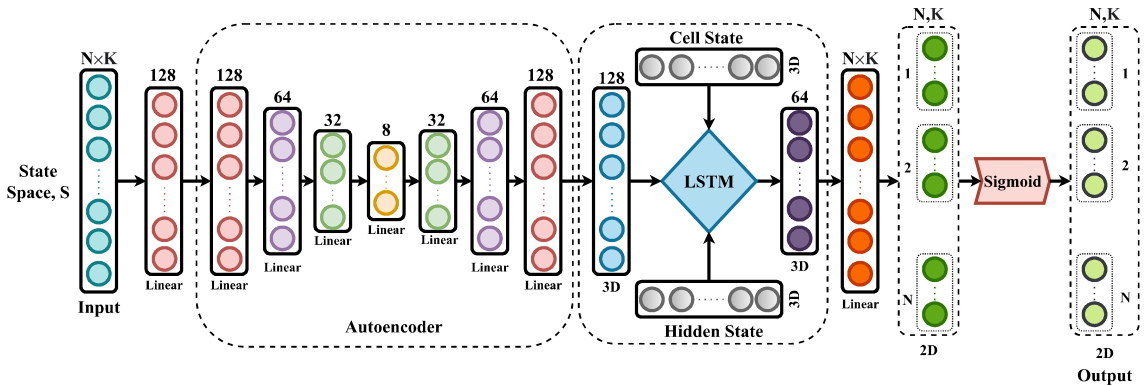 State
Space, S
N×K
Input
128
Linear
128
Linear
64
Linear
32
Linear
8
Linear
32
Linear
64
Linear
128
Linear
Autoencoder
128
3D
Cell State
3D
LSTM
3D
Hidden State
64
3D
N×K
Linear
N,K
1
2
N
2D
Sigmoid
N,K
1
2
N
2D
Output